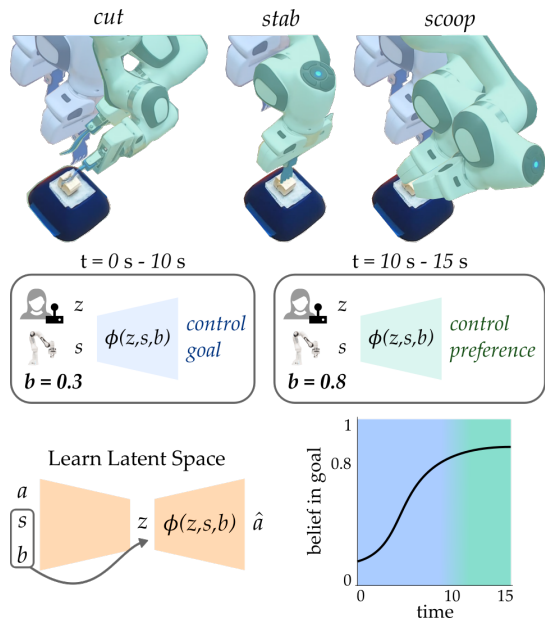 cut stab scoop
t = 0 s - 10 s
z
s
b = 0.3
ϕ(z,s,b)
control
goal
t = 10 s - 15 s
z
s
b = 0.8
ϕ(z,s,b)
control
preference
Learn Latent Space
a
s
b
z
ϕ(z,s,b)
â
belief in goal
1
0.8
0
0 10 15
time